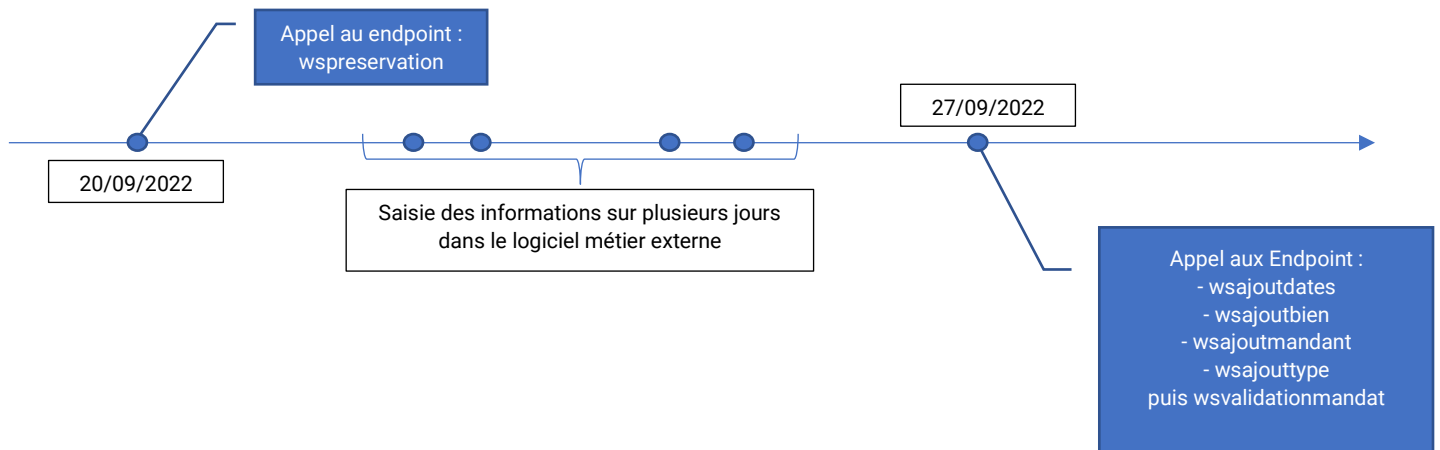 Appel au endpoint :
wspreservation
20/09/2022
Saisie des informations sur plusieurs jours
dans le logiciel métier externe
27/09/2022
Appel aux Endpoint :
- wsajoutdates
- wsajoutbien
- wsajoutmandant
- wsajouttype
puis wsvalidationmandat